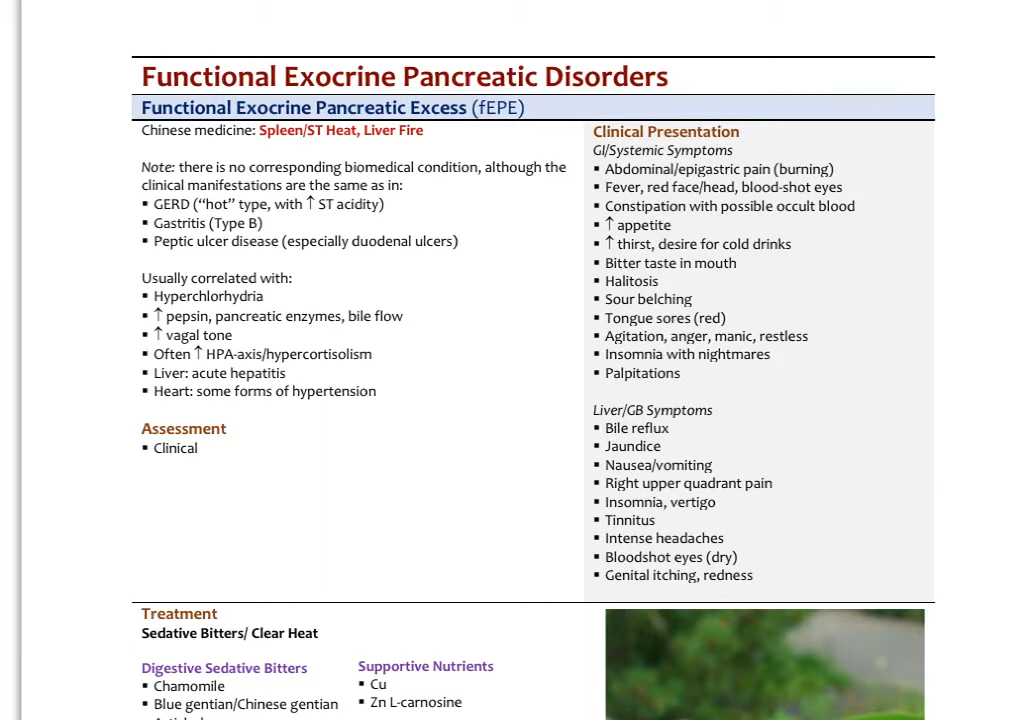 Functional Exocrine Pancreatic Disorders
Functional Exocrine Pancreatic Excess (fEPE)
Chinese medicine: Spleen/ST Heat, Liver Fire
Note: there is no corresponding biomedical condition, although the
clinical manifestations are the same as in:
▪ GERD (“hot” type, with ↑ ST acidity)
▪ Gastritis (Type B)
▪ Peptic ulcer disease (especially duodenal ulcers)
Usually correlated with:
▪ Hyperchlorhydria
▪ ↑ pepsin, pancreatic enzymes, bile flow
▪ ↑ vagal tone
▪ Often ↑ HPA-axis/hypercortisolism
▪ Liver: acute hepatitis
▪ Heart: some forms of hypertension
Assessment
▪ Clinical
Clinical Presentation
GI/Systemic Symptoms
▪ Abdominal/epigastric pain (burning)
▪ Fever, red face/head, blood-shot eyes
▪ Constipation with possible occult blood
▪ ↑ appetite
▪ ↑ thirst, desire for cold drinks
▪ Bitter taste in mouth
▪ Halitosis
▪ Sour belching
▪ Tongue sores (red)
▪ Agitation, anger, manic, restless
▪ Insomnia with nightmares
▪ Palpitations
Liver/GB Symptoms
▪ Bile reflux
▪ Jaundice
▪ Nausea/vomiting
▪ Right upper quadrant pain
▪ Insomnia, vertigo
▪ Tinnitus
▪ Intense headaches
▪ Bloodshot eyes (dry)
▪ Genital itching, redness
Treatment
Sedative Bitters/ Clear Heat
Digestive Sedative Bitters
▪ Chamomile
▪ Blue gentian/Chinese gentian
Supportive Nutrients
▪ Cu
▪ Zn L-carnosine